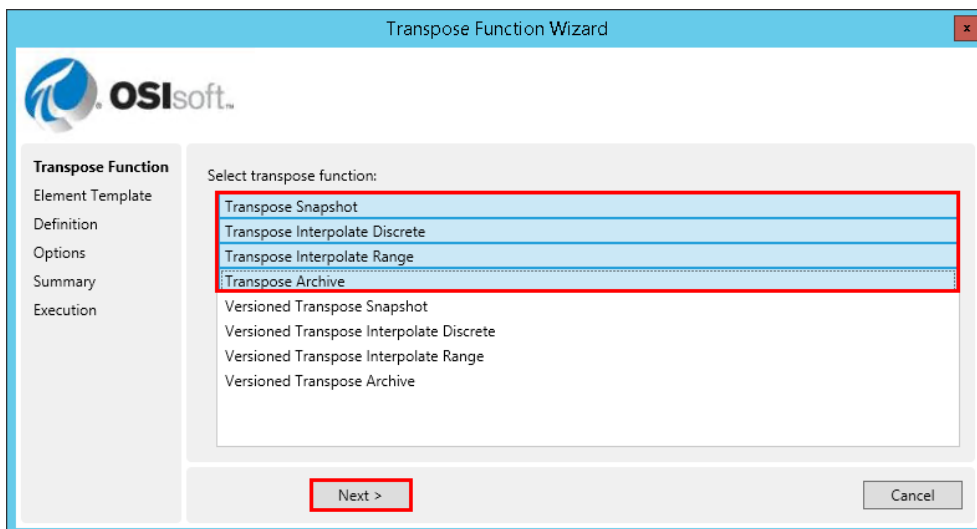 Transpose Function Wizard
x
OSIsoft™
Transpose Function
Element Template
Definition
Options
Summary
Execution
Select transpose function:
Transpose Snapshot
Transpose Interpolate Discrete
Transpose Interpolate Range
Transpose Archive
Versioned Transpose Snapshot
Versioned Transpose Interpolate Discrete
Versioned Transpose Interpolate Range
Versioned Transpose Archive
Next >
Cancel